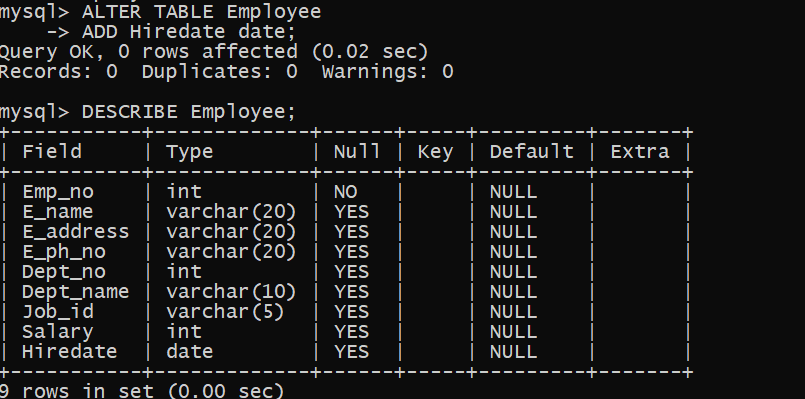 mysql> ALTER TABLE Employee
    -> ADD Hiredate date;
Query OK, 0 rows affected (0.02 sec)
Records: 0  Duplicates: 0  Warnings: 0

mysql> DESCRIBE Employee;
+-----------+-------------+------+-----+---------+-------+
| Field     | Type        | Null | Key | Default | Extra |
+-----------+-------------+------+-----+---------+-------+
| Emp_no    | int         | NO   |     | NULL    |       |
| E_name    | varchar(20) | YES  |     | NULL    |       |
| E_address | varchar(20) | YES  |     | NULL    |       |
| E_ph_no   | varchar(20) | YES  |     | NULL    |       |
| Dept_no   | int         | YES  |     | NULL    |       |
| Dept_name | varchar(10) | YES  |     | NULL    |       |
| Job_id    | varchar(5)  | YES  |     | NULL    |       |
| Salary    | int         | YES  |     | NULL    |       |
| Hiredate  | date        | YES  |     | NULL    |       |
+-----------+-------------+------+-----+---------+-------+
9 rows in set (0.00 sec)